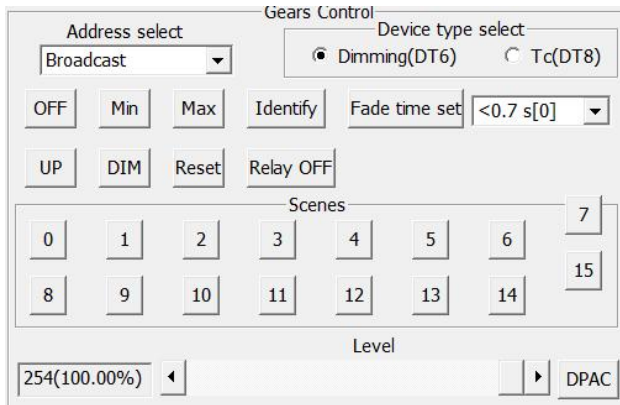 Gears Control
Address select
Device type select
Broadcast
Dimming(DT6)
Tc(DT8)
OFF
Min
Max
Identify
Fade time set
<0.7 s[0]
UP
DIM
Reset
Relay OFF
Scenes
0
1
2
3
4
5
6
7
8
9
10
11
12
13
14
15
Level
254(100.00%)
DPAC